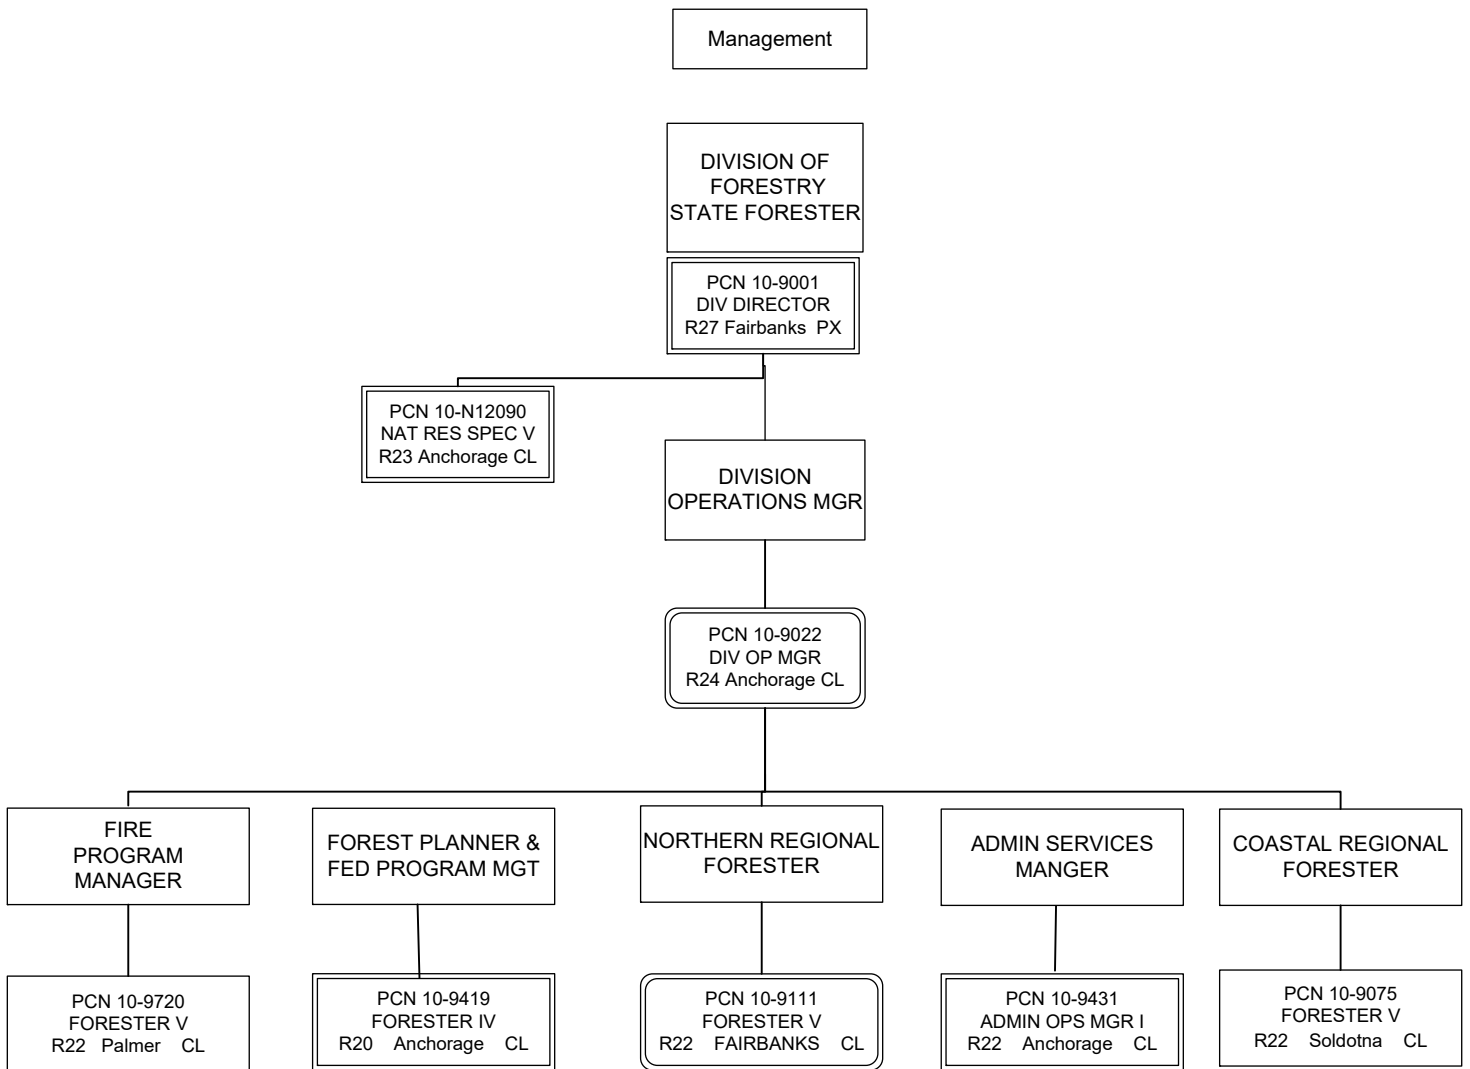 Management
DIVISION OF
FORESTRY
STATE FORESTER
PCN 10-9001
DIV DIRECTOR
R27 Fairbanks PX
PCN 10-N12090
NAT RES SPEC V
R23 Anchorage CL
DIVISION
OPERATIONS MGR
PCN 10-9022
DIV OP MGR
R24 Anchorage CL
FIRE
PROGRAM
MANAGER
FOREST PLANNER &
FED PROGRAM MGT
NORTHERN REGIONAL
FORESTER
ADMIN SERVICES
MANGER
COASTAL REGIONAL
FORESTER
PCN 10-9720
FORESTER V
R22 Palmer CL
PCN 10-9419
FORESTER IV
R20 Anchorage CL
PCN 10-9111
FORESTER V
R22 FAIRBANKS CL
PCN 10-9431
ADMIN OPS MGR I
R22 Anchorage CL
PCN 10-9075
FORESTER V
R22 Soldotna CL